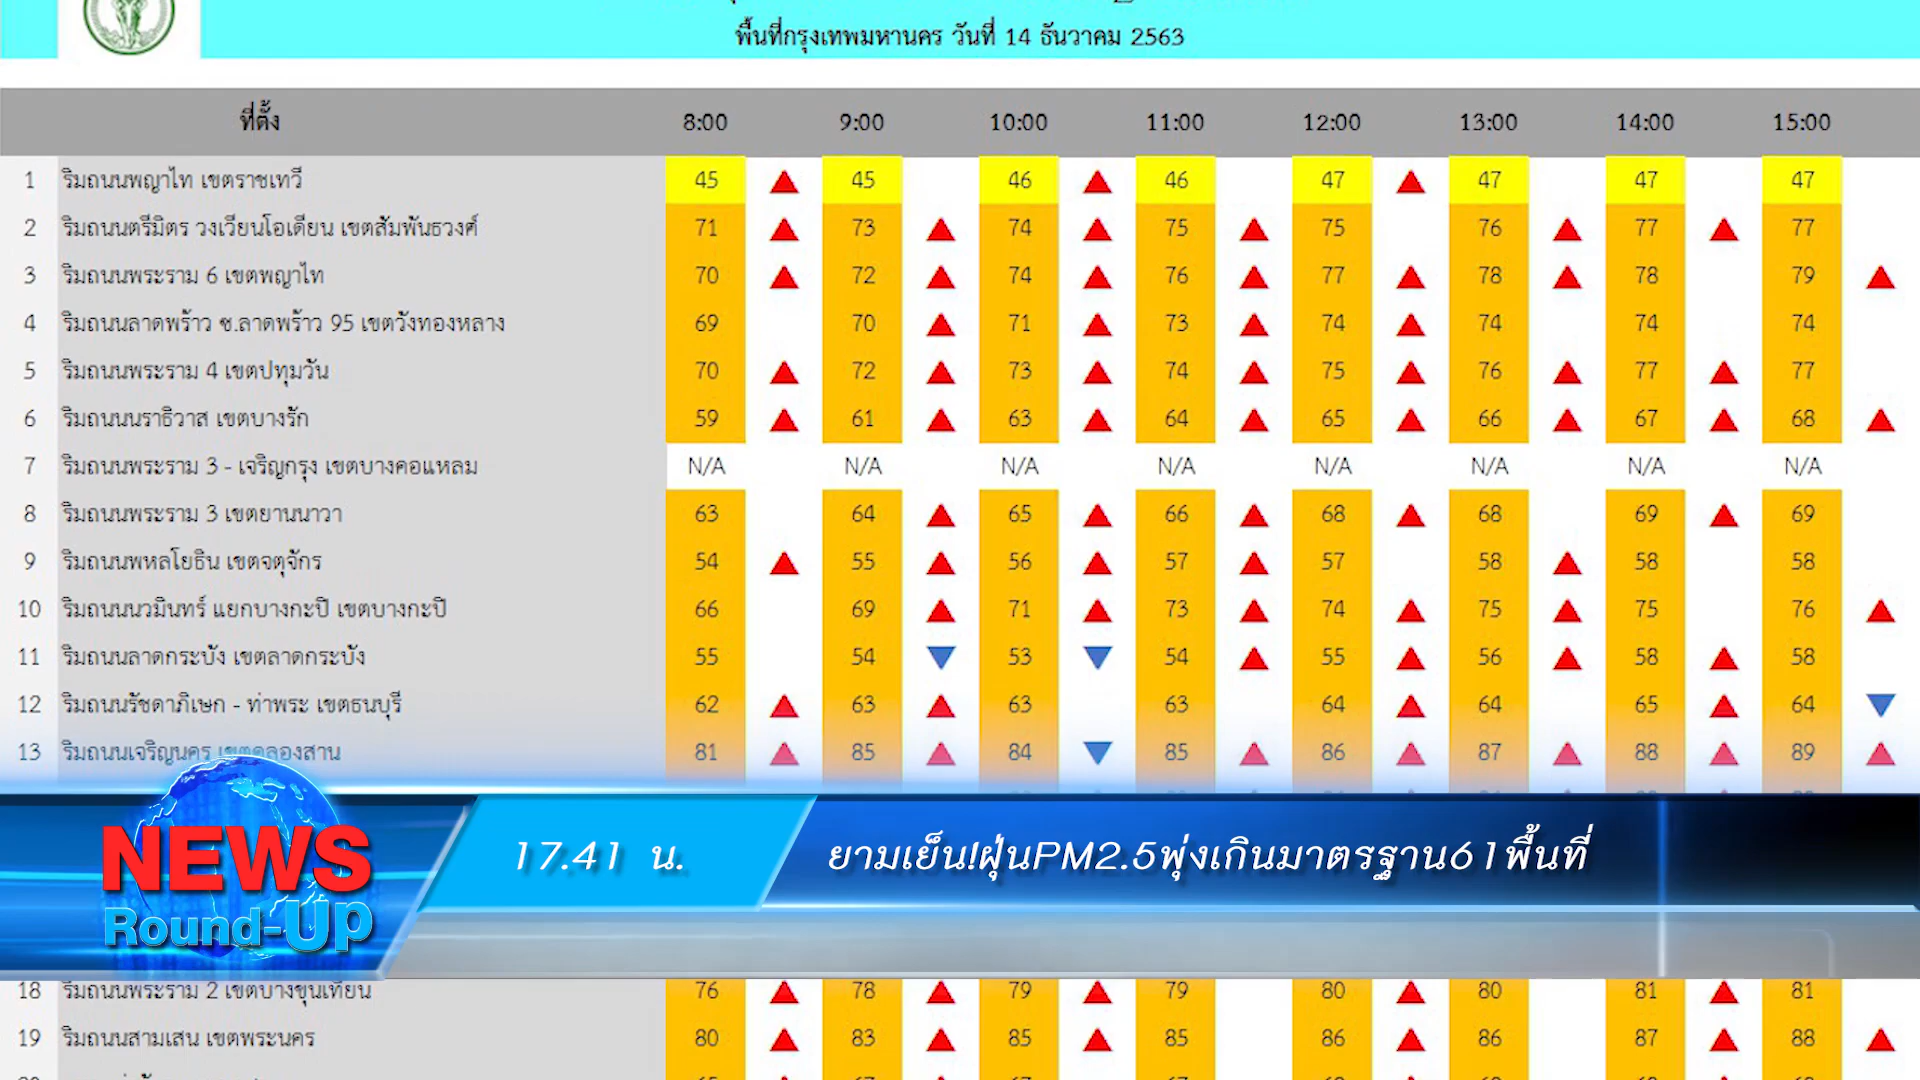 พื้นที่กรุงเทพมหานคร วันที่ 14 ธันวาคม 2563
ที่ตั้ง 8:00 9:00 10:00 11:00 12:00 13:00 14:00 15:00
1 ริมถนนพญาไท เขตราชเทวี 45 45 46 46 47 47 47 47
2 ริมถนนตรีมิตร วงเวียนโอเดียน เขตสัมพันธวงศ์ 71 73 74 75 75 76 77 77
3 ริมถนนพระราม 6 เขตพญาไท 70 72 74 76 77 78 78 79
4 ริมถนนลาดพร้าว ซ.ลาดพร้าว 95 เขตวังทองหลาง 69 70 71 73 74 74 74 74
5 ริมถนนพระราม 4 เขตปทุมวัน 70 72 73 74 75 76 77 77
6 ริมถนนนราธิวาส เขตบางรัก 59 61 63 64 65 66 67 68
7 ริมถนนพระราม 3 - เจริญกรุง เขตบางคอแหลม N/A N/A N/A N/A N/A N/A N/A N/A
8 ริมถนนพระราม 3 เขตยานนาวา 63 64 65 66 68 68 69 69
9 ริมถนนพหลโยธิน เขตจตุจักร 54 55 56 57 57 58 58 58
10 ริมถนนนวมินทร์ แยกบางกะปิ เขตบางกะปิ 66 69 71 73 74 75 75 76
11 ริมถนนลาดกระบัง เขตลาดกระบัง 55 54 53 54 55 56 58 58
12 ริมถนนรัชดาภิเษก - ท่าพระ เขตธนบุรี 62 63 63 63 64 64 65 64
13 ริมถนนเจริญนคร เขตคลองสาน 81 85 84 85 86 87 88 89
NEWS
Round-Up
17.41 น.
ยามเย็น!ฝุ่นPM2.5พุ่งเกินมาตรฐาน61พื้นที่
18 ริมถนนพระราม 2 เขตบางขุนเทียน 76 78 79 79 80 80 81 81
19 ริมถนนสามเสน เขตพระนคร 80 83 85 85 86 86 87 88